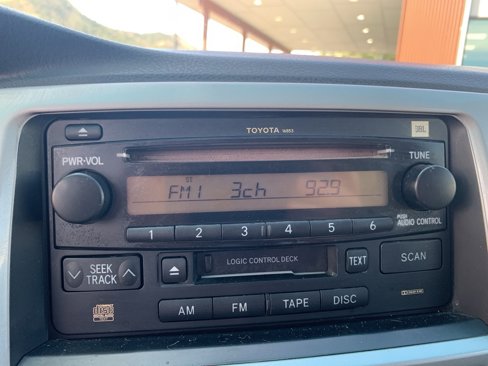 TOYOTA 16853
JBL
PWR-VOL
TUNE
ST
FM1 3ch 92.9
1 2 3 4 5 6
PUSH
AUDIO CONTROL
SEEK
TRACK
LOGIC CONTROL DECK
TEXT
SCAN
AM FM TAPE DISC